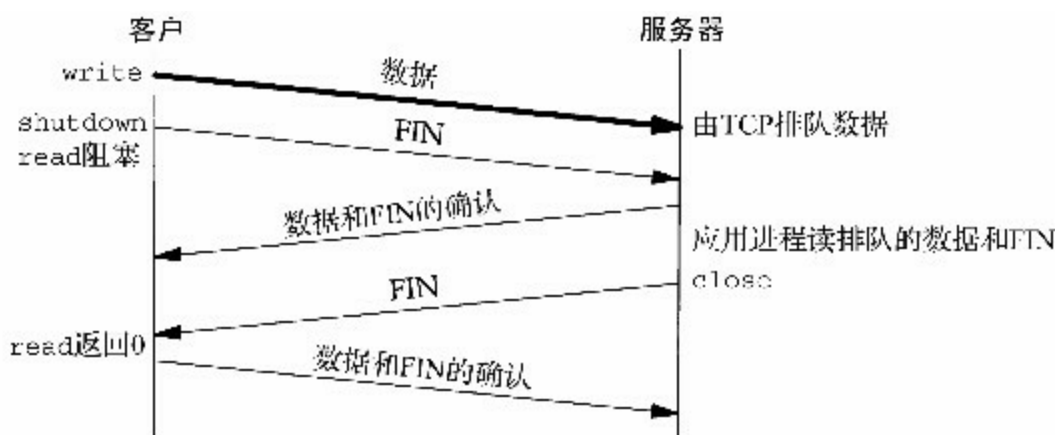 客户
服务器
write
数据
由TCP排队数据
shutdown
FIN
read阻塞
数据和FIN的确认
应用进程读排队的数据和FIN
close
FIN
read返回0
数据和FIN的确认